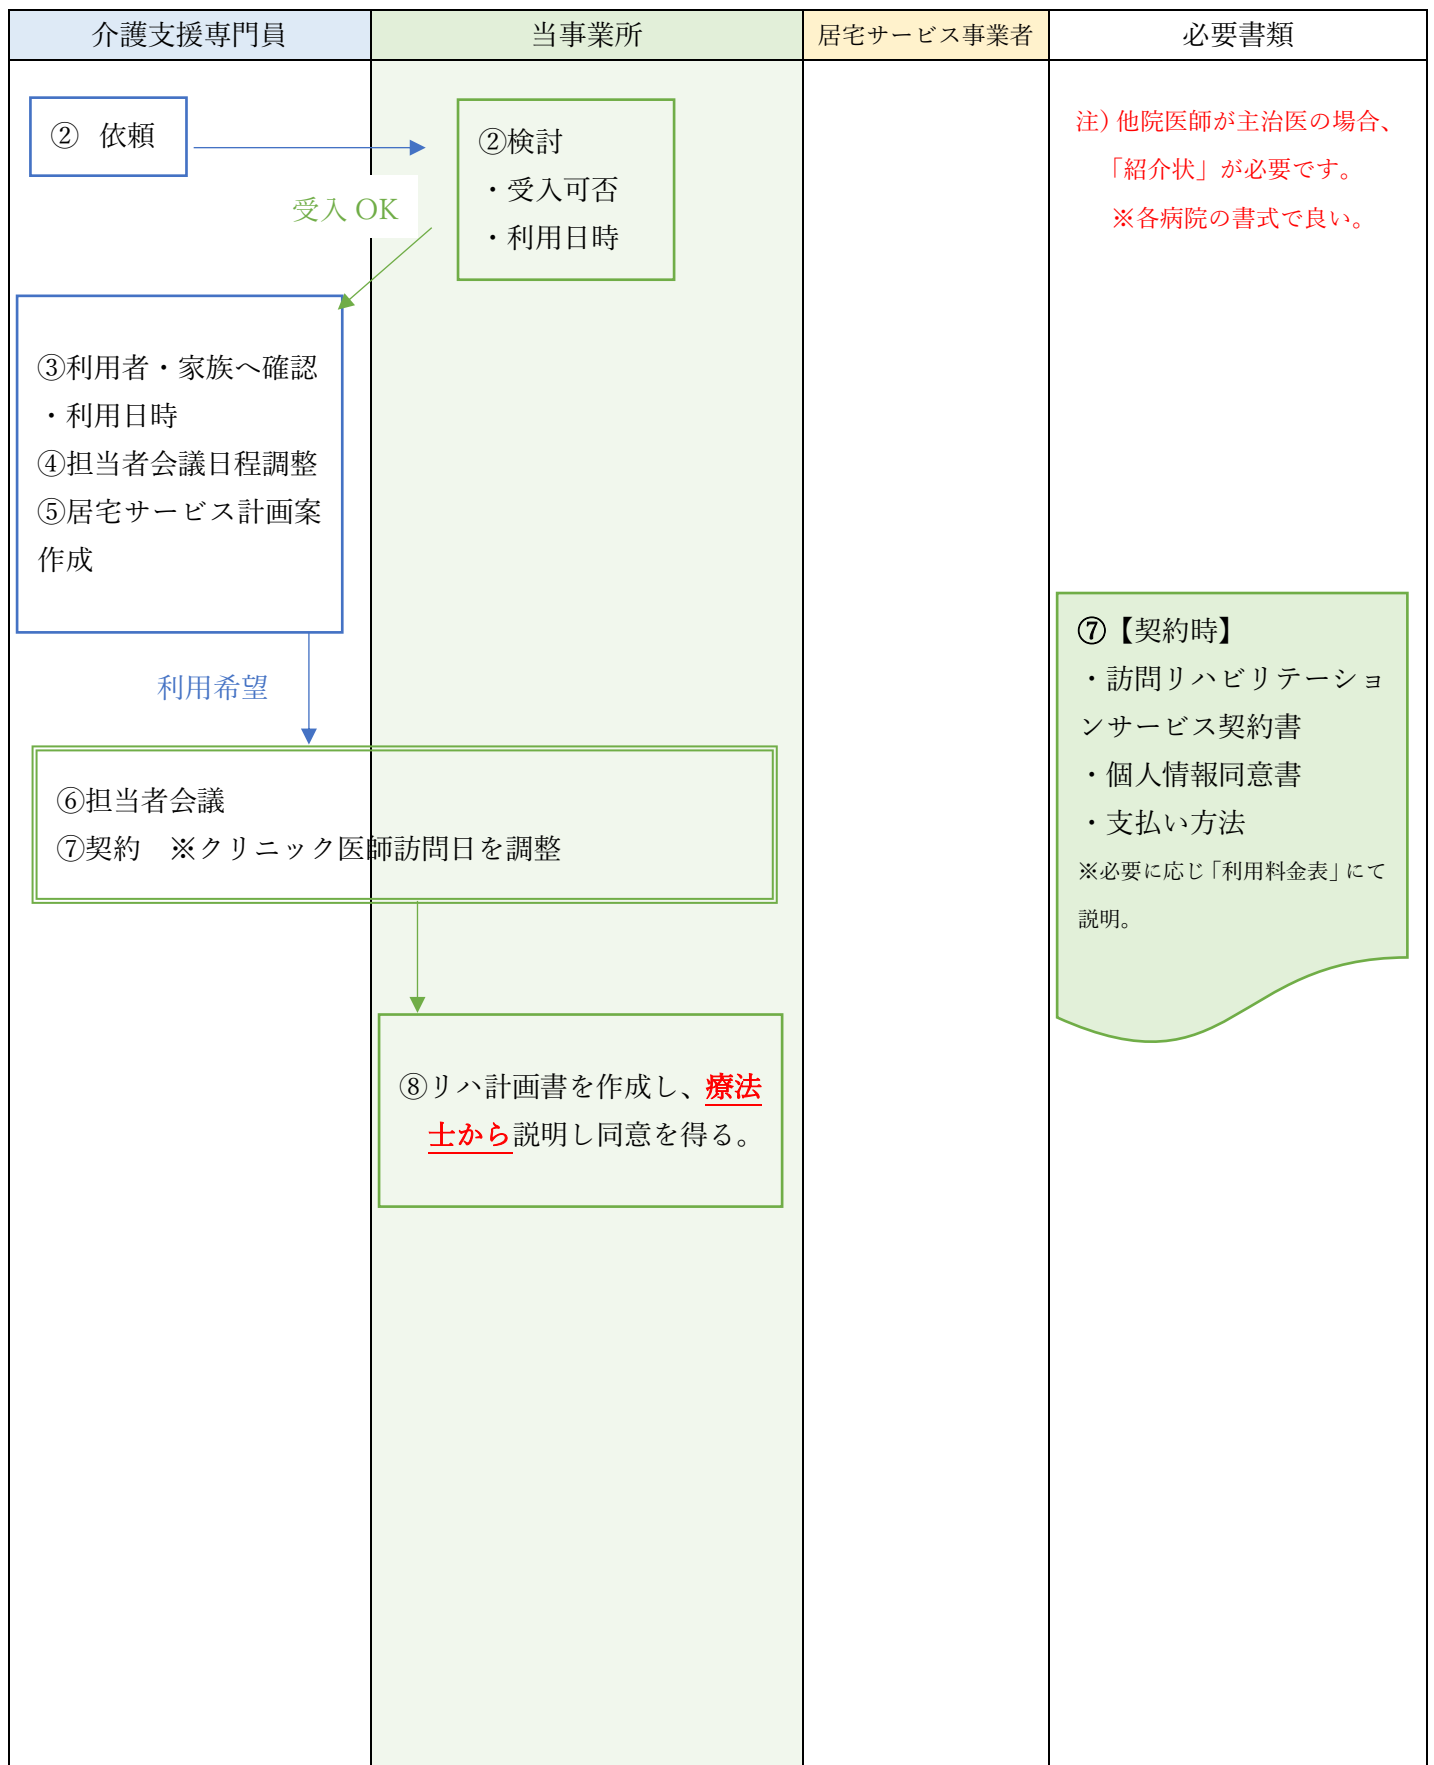 介護支援専門員
当事業所
居宅サービス事業者
必要書類
② 依頼
②検討
・受入可否
・利用日時
受入 OK
注）他院医師が主治医の場合、
「紹介状」が必要です。
※各病院の書式で良い。
③利用者・家族へ確認
・利用日時
④担当者会議日程調整
⑤居宅サービス計画案
作成
利用希望
⑥担当者会議
⑦契約　※クリニック医師訪問日を調整
⑦【契約時】
・訪問リハビリテーショ
ンサービス契約書
・個人情報同意書
・支払い方法
※必要に応じ「利用料金表」にて
説明。
⑧リハ計画書を作成し、療法
士から説明し同意を得る。